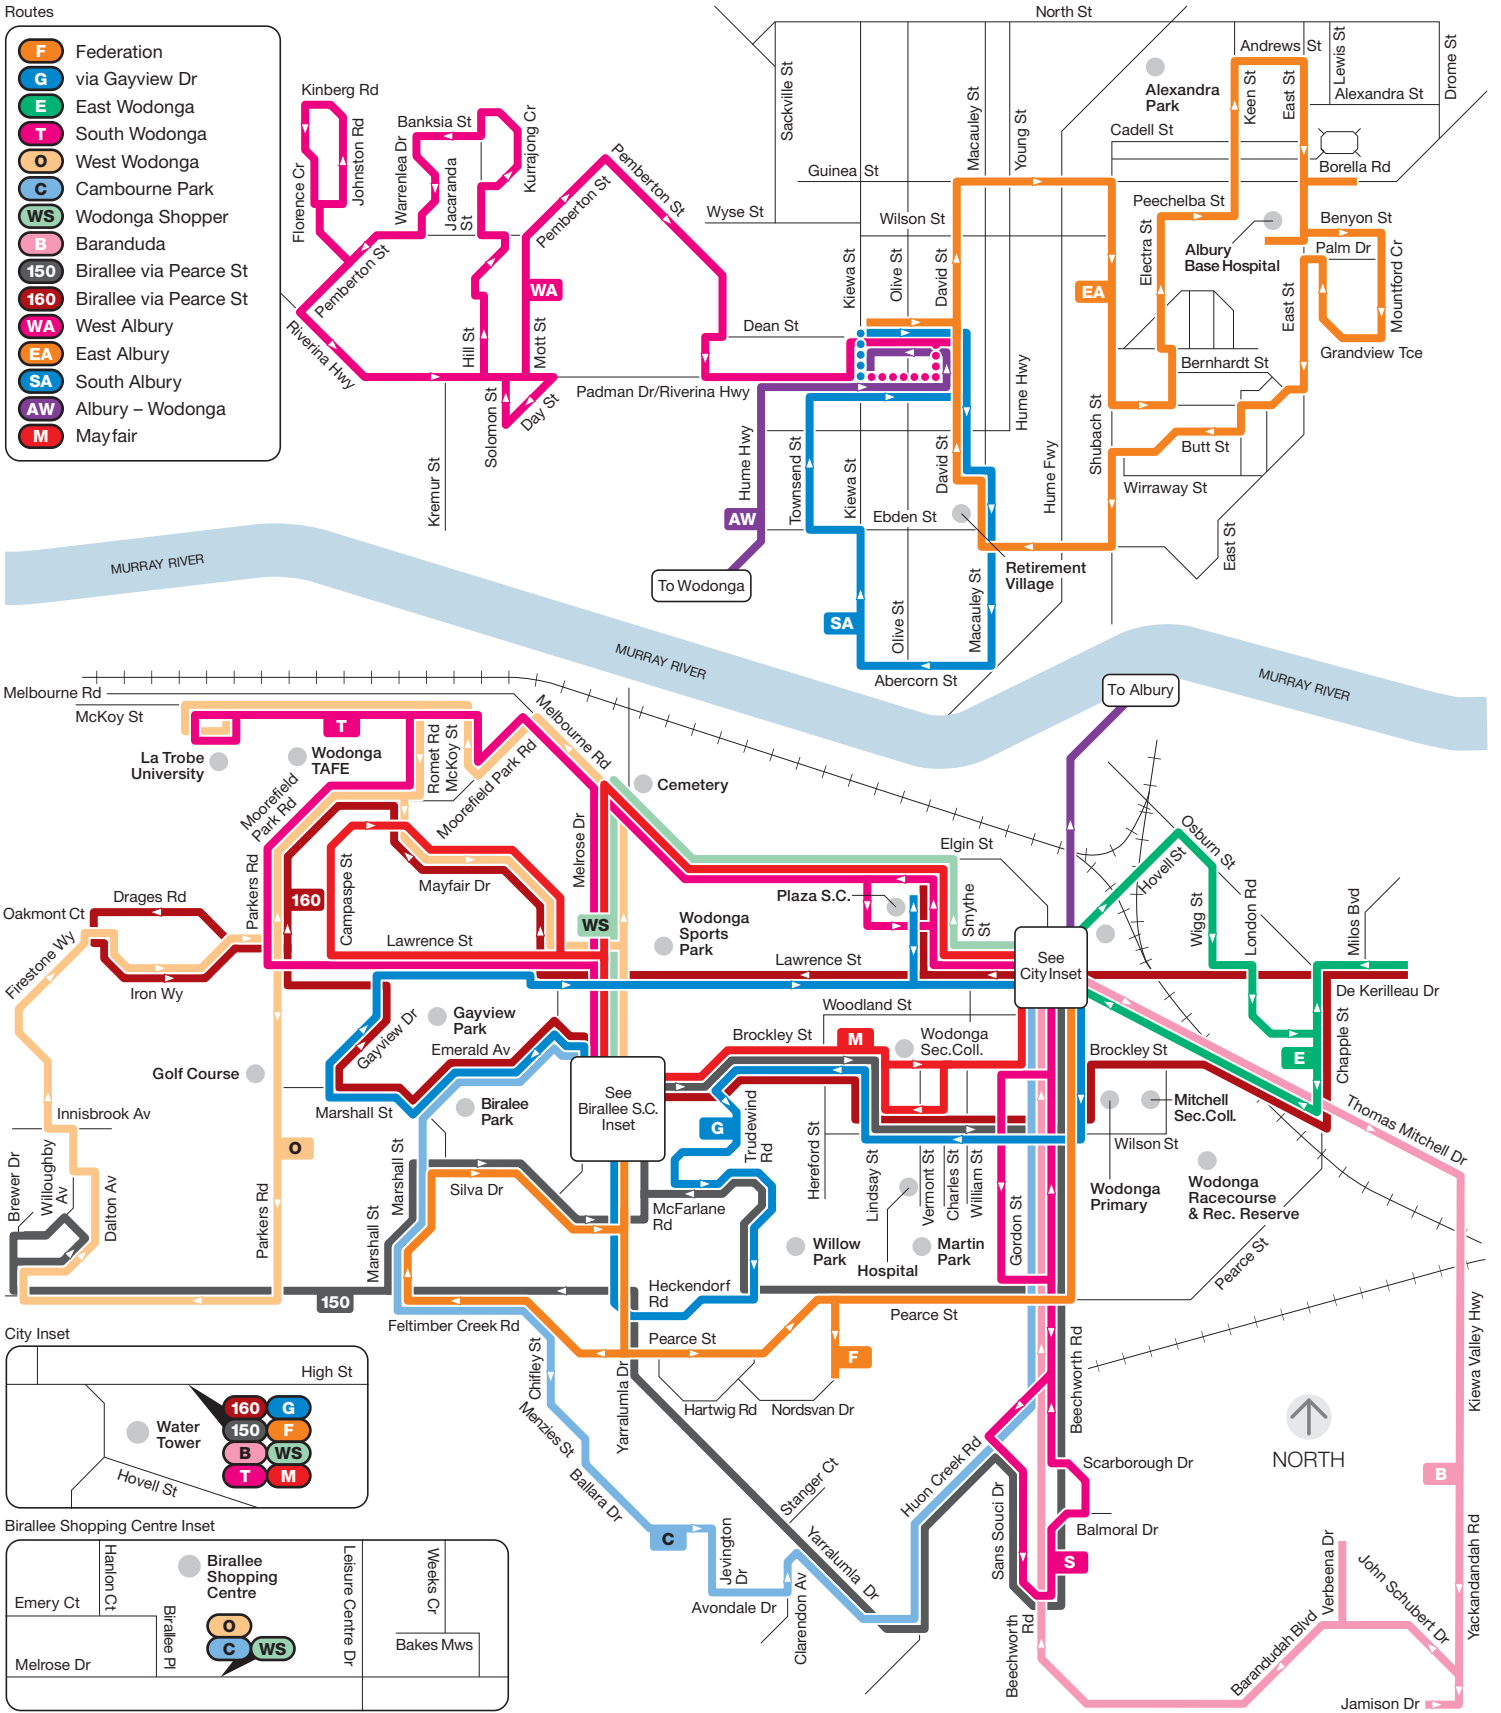 Routes
F Federation
G via Gayview Dr
E East Wodonga
T South Wodonga
O West Wodonga
C Cambourne Park
WS Wodonga Shopper
B Baranduda
150 Birallee via Pearce St
160 Birallee via Pearce St
WA West Albury
EA East Albury
SA South Albury
AW Albury – Wodonga
M Mayfair
Kinberg Rd
Johnston Rd
Florence Cr
Banksia St
Warrenlea Dr
Jacaranda
St
Kurrajong Cr
Pemberton St
Pemberton St
Pemberton St
Riverina Hwy
Hill St
Mott St
WA
Solomon St
Day St
Kremur St
Padman Dr/Riverina Hwy
Dean St
North St
Sackville St
Macauley St
Young St
Guinea St
Wyse St
Wilson St
Kiewa St
Olive St
David St
Alexandra
Park
Andrews St
Keen St
East St
Lewis St
Drome St
Alexandra St
Cadell St
Borella Rd
Peechelba St
Benyon St
Palm Dr
Albury
Base Hospital
Electra St
EA
East St
Mountford Cr
Grandview Tce
Bernhardt St
Butt St
Wirraway St
East St
Shubach St
Hume Hwy
Hume Fwy
Hume Hwy
AW
Townsend St
Kiewa St
David St
Ebden St
Retirement
Village
SA
Olive St
Macauley St
Abercorn St
To Wodonga
MURRAY RIVER
MURRAY RIVER
MURRAY RIVER
To Albury
Melbourne Rd
McKoy St
T
La Trobe
University
Wodonga
TAFE
Romet Rd
McKoy St
Moorefield Park Rd
Melbourne Rd
Moorefield
Park Rd
Cemetery
Parkers Rd
160
Campaspe St
Mayfair Dr
Melrose Dr
WS
Lawrence St
Drages Rd
Oakmont Ct
Firestone Wy
Iron Wy
Wodonga
Sports
Park
Plaza S.C.
Elgin St
Smythe
St
Lawrence St
See
City Inset
Hovell St
Osburn St
Wigg St
London Rd
Milos Bvd
De Kerilleau Dr
Chapple St
E
Thomas Mitchell Dr
Gayview Dr
Gayview
Park
Emerald Av
Golf Course
Marshall St
Biralee
Park
See
Birallee S.C.
Inset
Woodland St
Brockley St
M
Wodonga
Sec.Coll.
Brockley St
Mitchell
Sec.Coll.
Wilson St
Wodonga
Primary
Wodonga
Racecourse
& Rec. Reserve
G
Trudewind
Rd
Hereford St
Lindsay St
Vermont St
Charles St
William St
Gordon St
Innisbrook Av
Brewer Dr
Willoughby
Av
Dalton Av
O
Parkers Rd
Marshall St
Marshall St
Silva Dr
McFarlane
Rd
Willow
Park
Hospital
Martin
Park
Pearce St
150
Heckendorf
Rd
Feltimber Creek Rd
Pearce St
Pearce St
F
Hartwig Rd
Nordsvan Dr
Yarralumla Dr
Chifley St
Menzies St
Ballara Dr
C
Jevington
Dr
Avondale Dr
Clarendon Av
Stanger Ct
Yarralumla Dr
Huon Creek Rd
Sans Souci Dr
Beechworth Rd
Scarborough Dr
Balmoral Dr
S
Beechworth
Rd
NORTH
Kiewa Valley Hwy
B
Yackandandah Rd
Verbeena Dr
John Schubert Dr
Barandudah Blvd
Jamison Dr
City Inset
High St
Water
Tower
Hovell St
160 G
150 F
B WS
T M
Birallee Shopping Centre Inset
Hanlon Ct
Emery Ct
Birallee Pl
Melrose Dr
Birallee
Shopping
Centre
O
C WS
Leisure Centre Dr
Weeks Cr
Bakes Mws